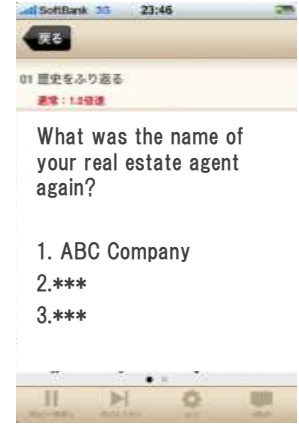 SoftBank 3G 23:46
戻る
01 歴史をふり返る
通常：1.0倍速
What was the name of
your real estate agent
again?
1. ABC Company
2.***
3.***